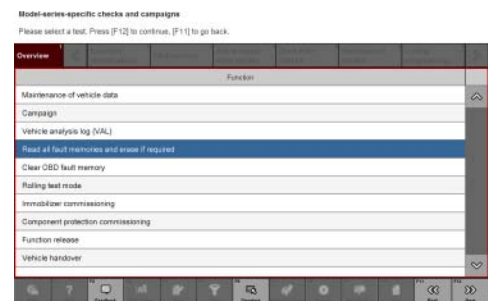 Model-series-specific checks and campaigns
Please select a test. Press [F12] to continue, [F11] to go back.
Overview
Function
Maintenance of vehicle data
Campaign
Vehicle analysis log (VAL)
Read all fault memories and erase if required
Clear OBD fault memory
Rolling test mode
Immobilizer commissioning
Component protection commissioning
Function release
Vehicle handover
F11
F12